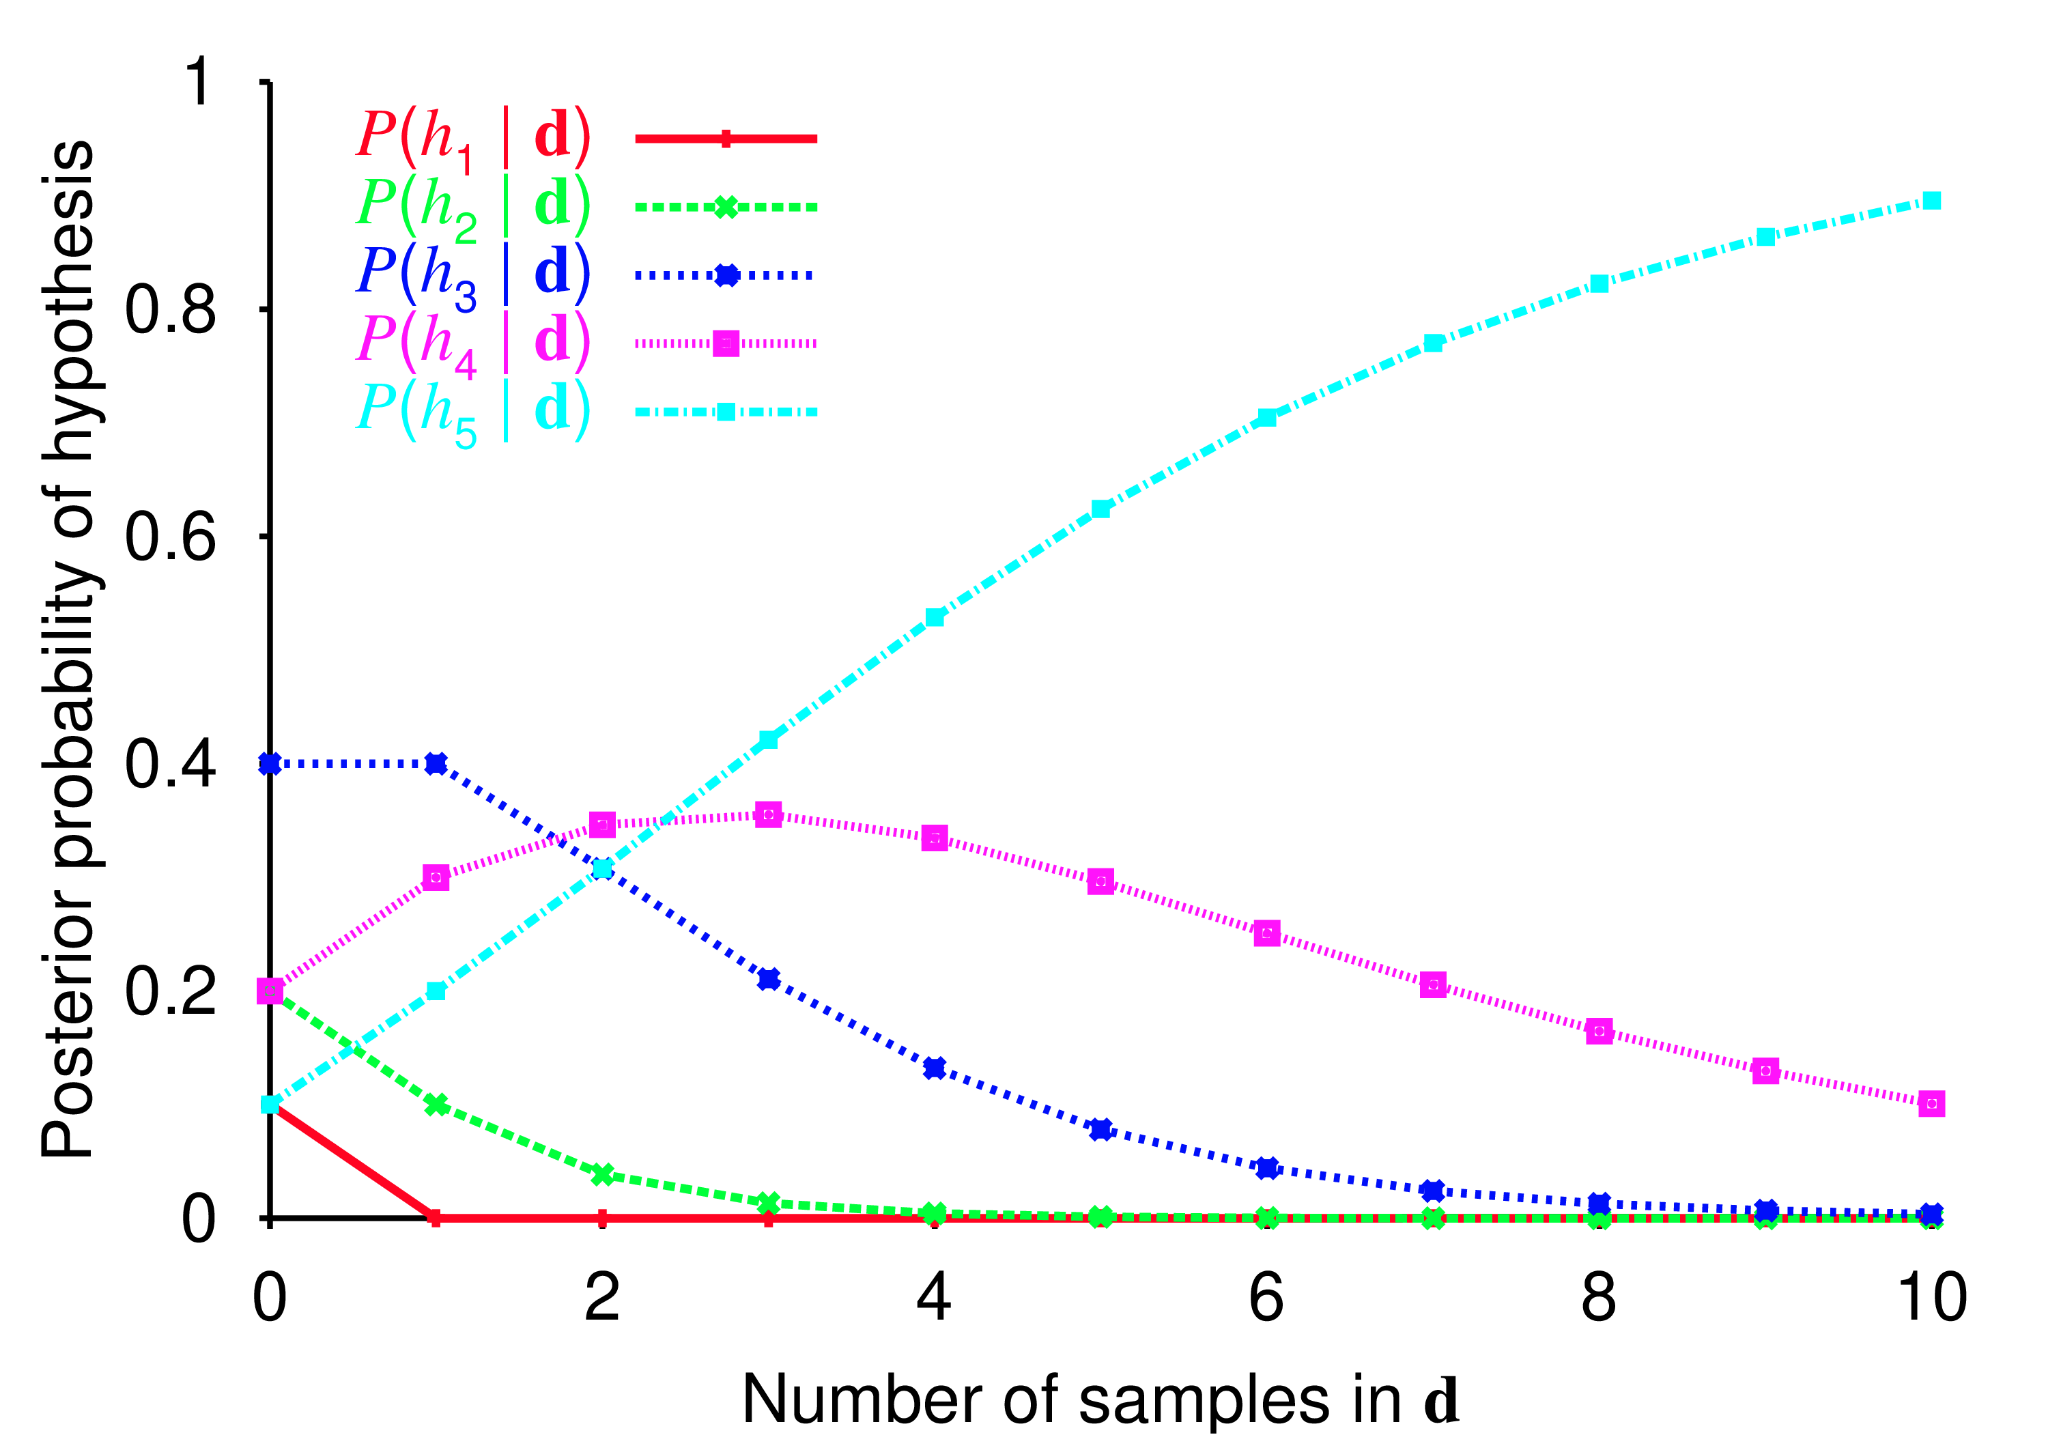 Posterior probability of hypothesis
1
0.8
0.6
0.4
0.2
0
P(h1 | d)
P(h2 | d)
P(h3 | d)
P(h4 | d)
P(h5 | d)
0 2 4 6 8 10
Number of samples in d